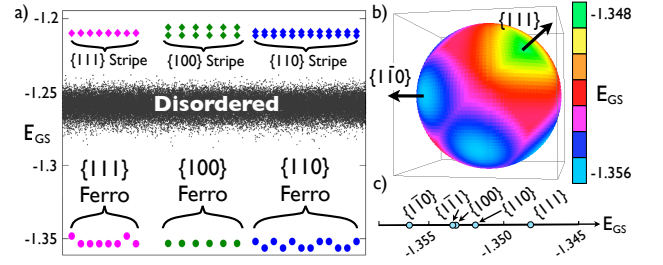 a)
-1.2
-1.25
-1.3
-1.35
E_GS
{111} Stripe
{100} Stripe
{110} Stripe
Disordered
{111}
Ferro
{100}
Ferro
{110}
Ferro
b)
{111}
{11̄0}
-1.348
E_GS
-1.356
c)
{11̄0}
{11̄1}
{100}
{110}
{111}
E_GS
-1.355
-1.350
-1.345